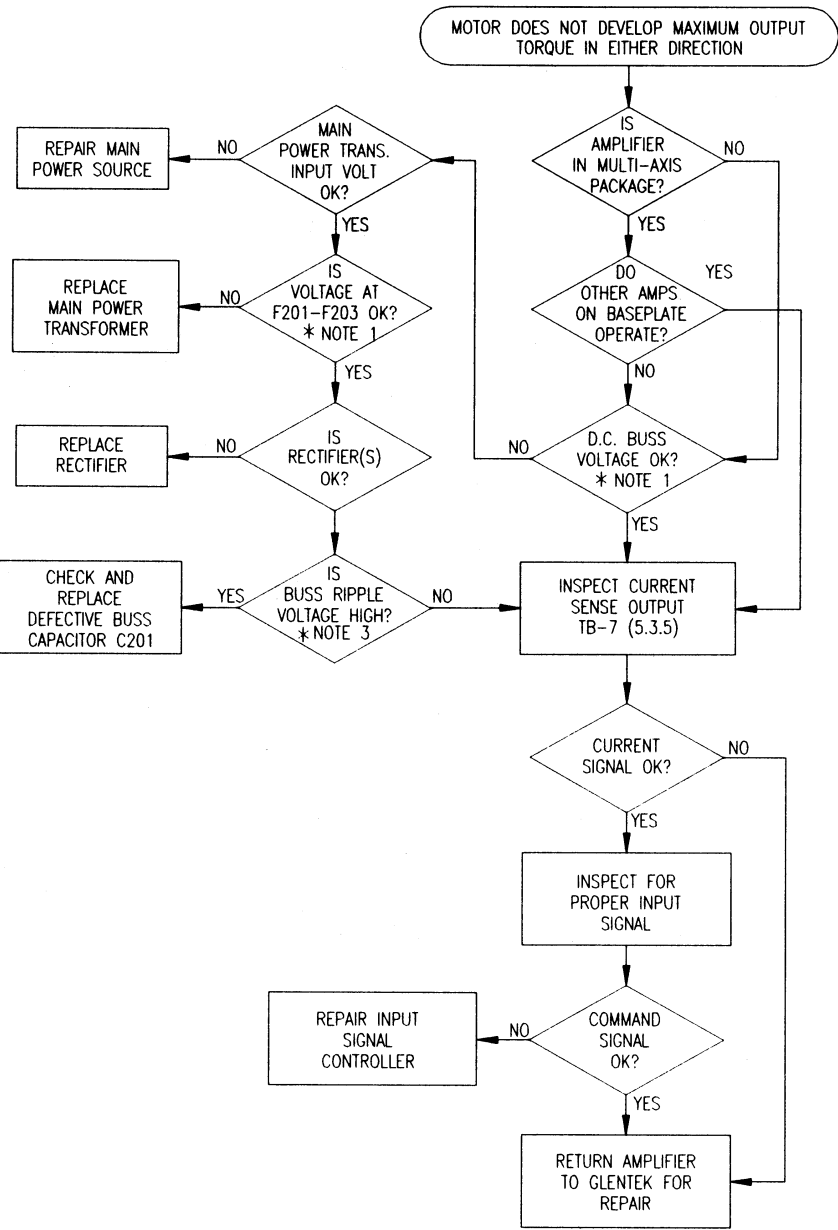 MOTOR DOES NOT DEVELOP MAXIMUM OUTPUT
TORQUE IN EITHER DIRECTION
IS
AMPLIFIER
IN MULTI-AXIS
PACKAGE?
NO
YES
DO
OTHER AMPS
ON BASEPLATE
OPERATE?
YES
NO
D.C. BUSS
VOLTAGE OK?
* NOTE 1
NO
YES
MAIN
POWER TRANS.
INPUT VOLT
OK?
NO
REPAIR MAIN
POWER SOURCE
YES
IS
VOLTAGE AT
F201-F203 OK?
* NOTE 1
NO
REPLACE
MAIN POWER
TRANSFORMER
YES
IS
RECTIFIER(S)
OK?
NO
REPLACE
RECTIFIER
IS
BUSS RIPPLE
VOLTAGE HIGH?
* NOTE 3
YES
CHECK AND
REPLACE
DEFECTIVE BUSS
CAPACITOR C201
NO
INSPECT CURRENT
SENSE OUTPUT
TB-7 (5.3.5)
CURRENT
SIGNAL OK?
NO
YES
INSPECT FOR
PROPER INPUT
SIGNAL
COMMAND
SIGNAL
OK?
NO
REPAIR INPUT
SIGNAL
CONTROLLER
YES
RETURN AMPLIFIER
TO GLENTEK FOR
REPAIR